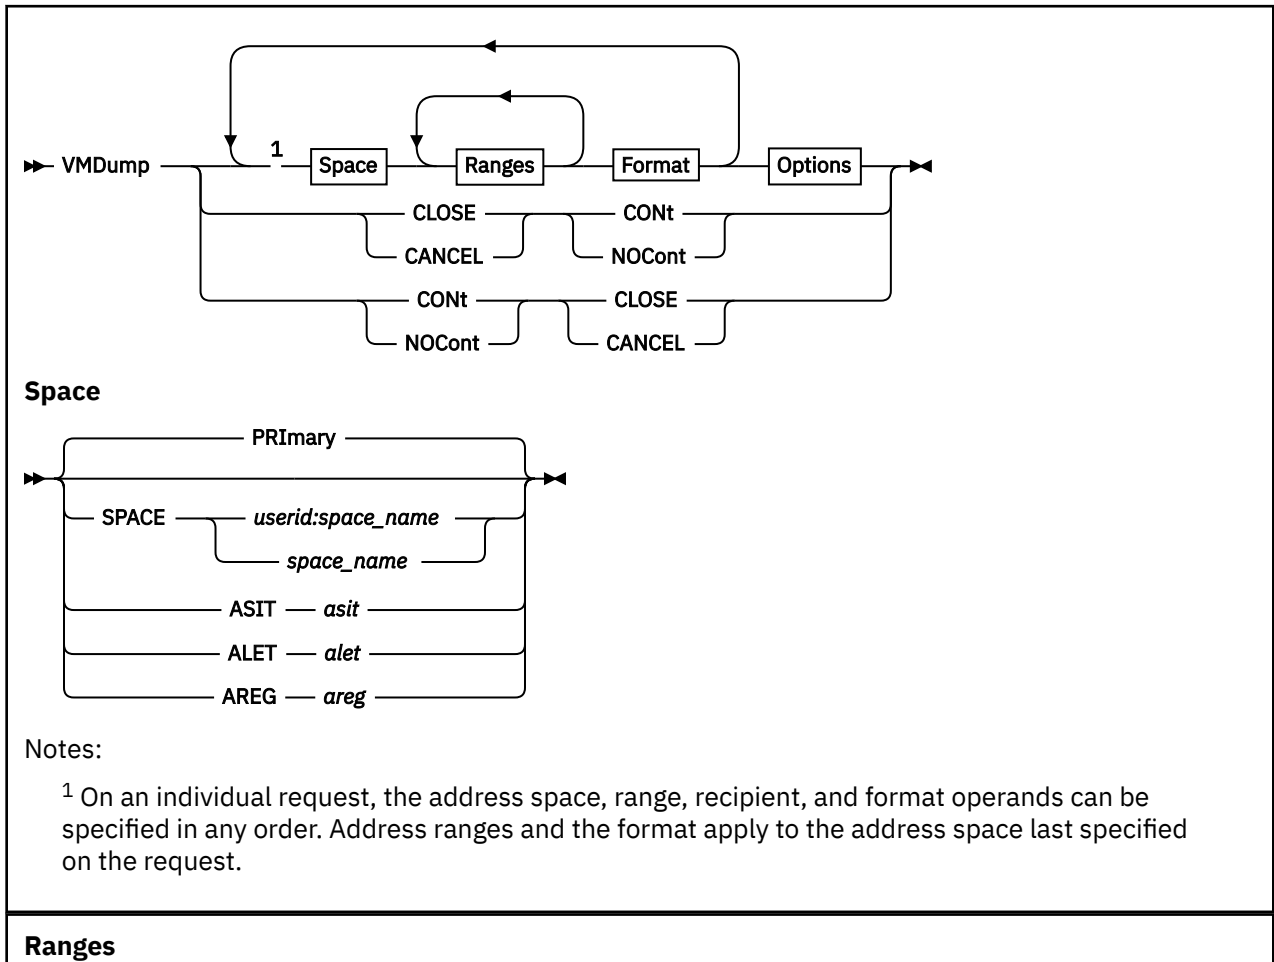 1
VMDump Space Ranges Format Options
CLOSE CONt
CANCEL NOCont
CONt CLOSE
NOCont CANCEL
Space
PRImary
SPACE userid:space_name
space_name
ASIT asit
ALET alet
AREG areg
Notes:
1 On an individual request, the address space, range, recipient, and format operands can be
specified in any order. Address ranges and the format apply to the address space last specified
on the request.
Ranges